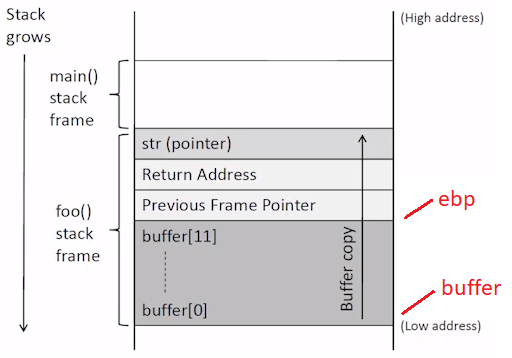 Stack
grows
(High address)
main()
stack
frame
str (pointer)
Return Address
Previous Frame Pointer
ebp
foo()
stack
frame
buffer[11]
Buffer copy
buffer
buffer[0]
(Low address)